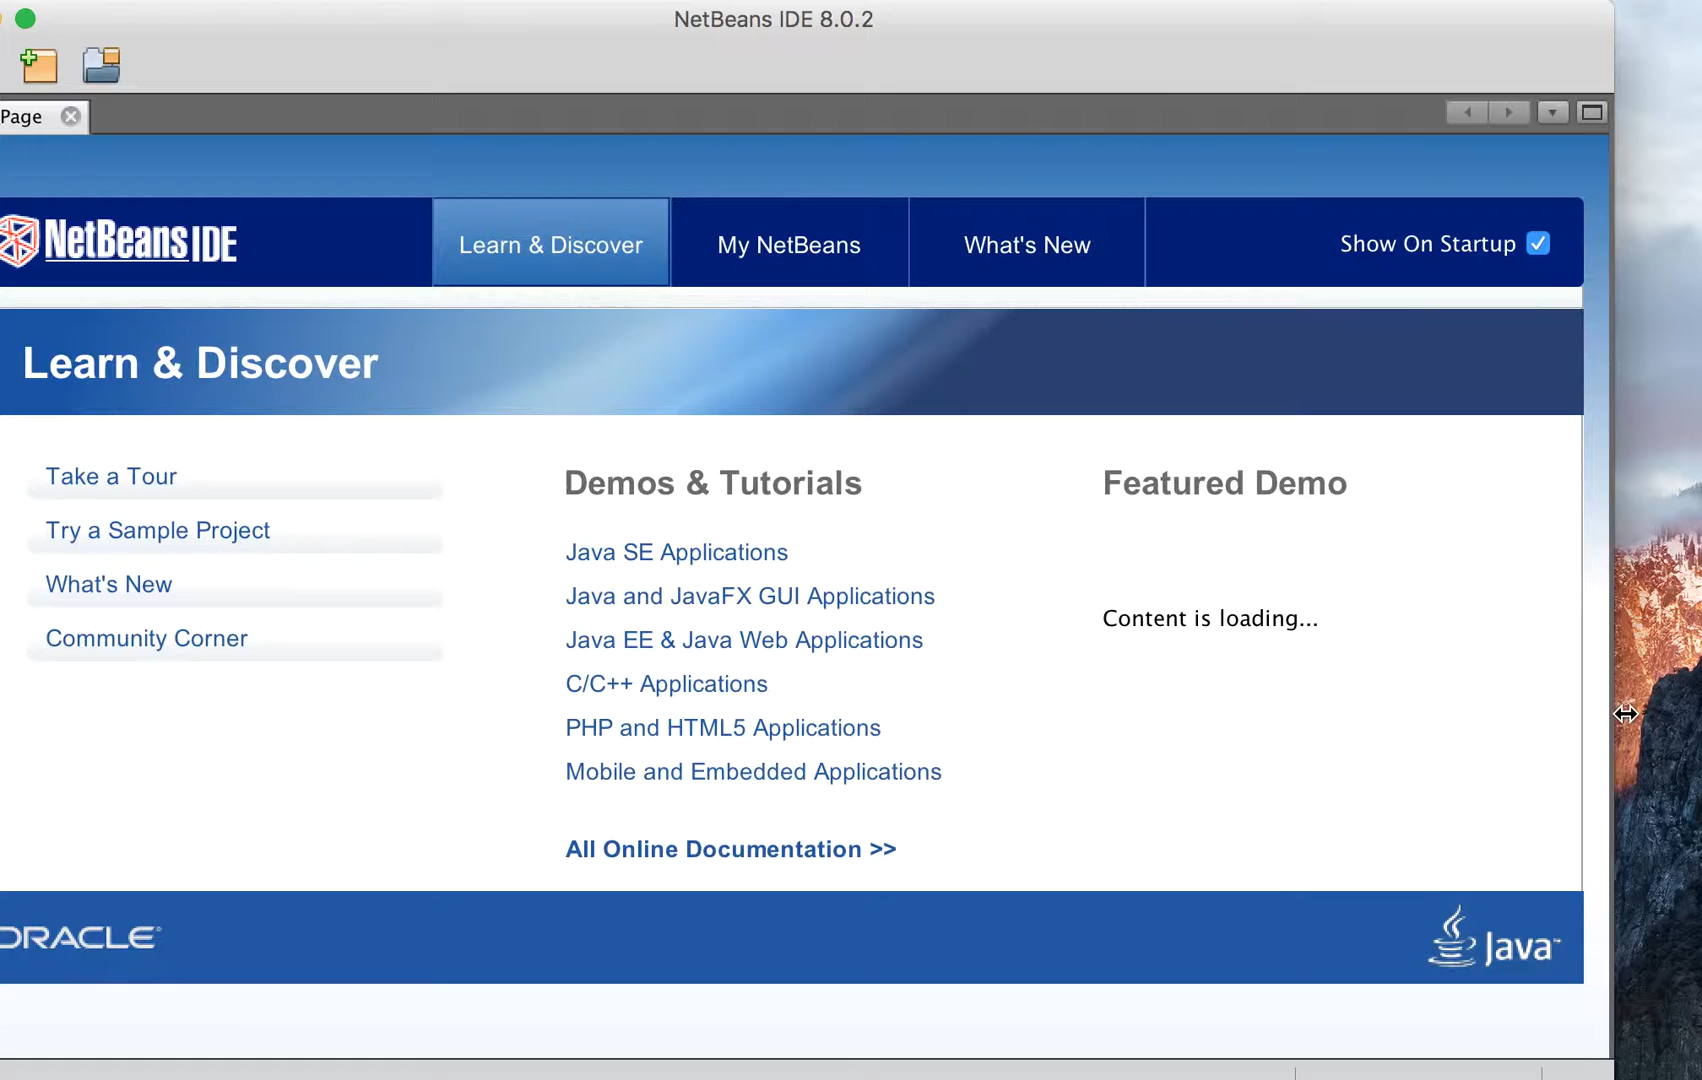 NetBeans IDE 8.0.2
Page
NetBeans IDE
Learn & Discover
My NetBeans
What's New
Show On Startup
Learn & Discover
Take a Tour
Try a Sample Project
What's New
Community Corner
Demos & Tutorials
Java SE Applications
Java and JavaFX GUI Applications
Java EE & Java Web Applications
C/C++ Applications
PHP and HTML5 Applications
Mobile and Embedded Applications
All Online Documentation >>
Featured Demo
Content is loading...
ORACLE®
Java™